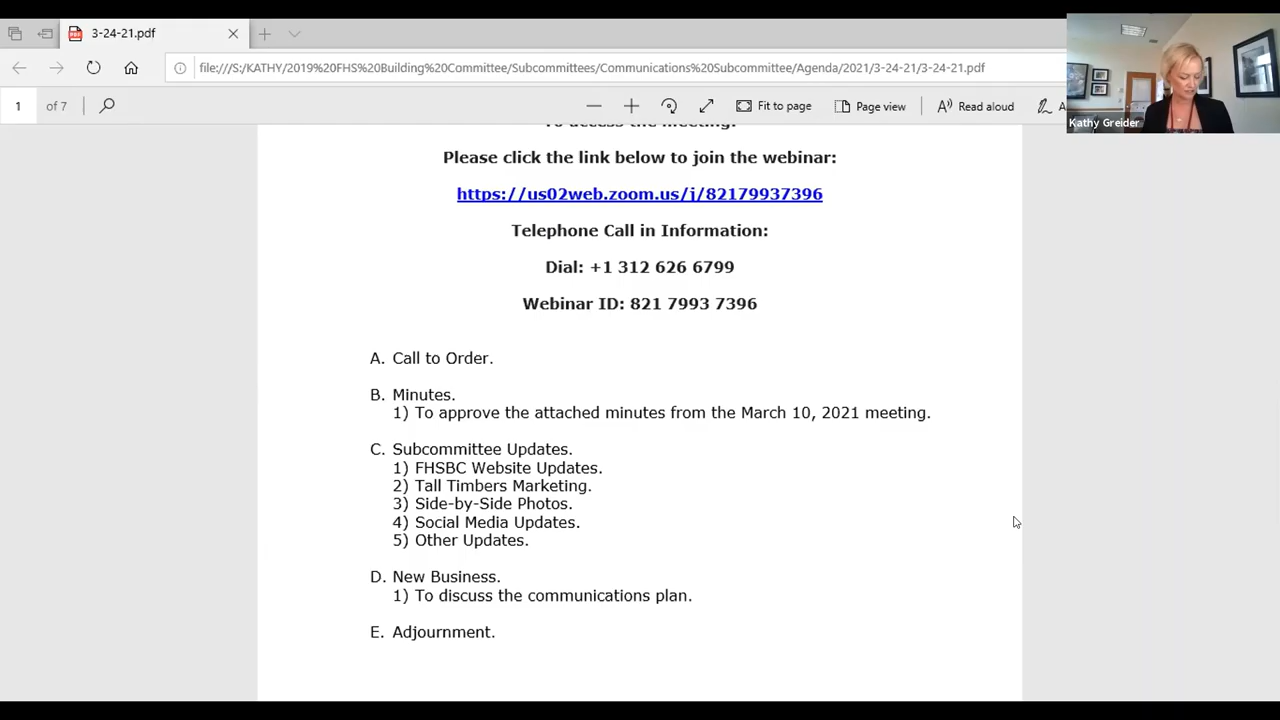 3-24-21.pdf
file:///S:/KATHY/2019%20FHS%20Building%20Committee/Subcommittees/Communications%20Subcommittee/Agenda/2021/3-24-21/3-24-21.pdf
1 of 7 Fit to page Page view Read aloud
Kathy Greider
To access the meeting:
Please click the link below to join the webinar:
https://us02web.zoom.us/j/82179937396
Telephone Call in Information:
Dial: +1 312 626 6799
Webinar ID: 821 7993 7396
A. Call to Order.
B. Minutes.
1) To approve the attached minutes from the March 10, 2021 meeting.
C. Subcommittee Updates.
1) FHSBC Website Updates.
2) Tall Timbers Marketing.
3) Side-by-Side Photos.
4) Social Media Updates.
5) Other Updates.
D. New Business.
1) To discuss the communications plan.
E. Adjournment.